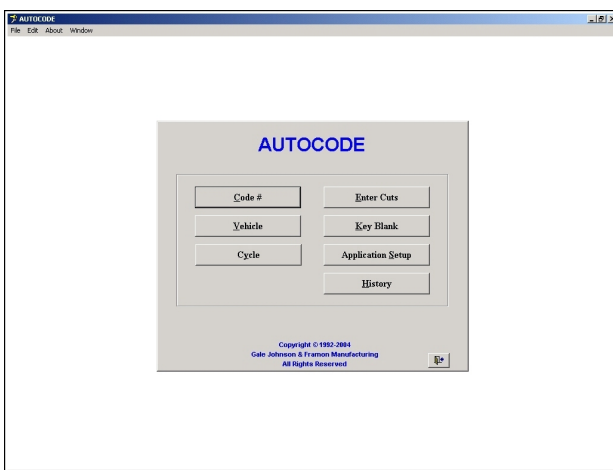 AUTOCODE
File Edit About Window
AUTOCODE
Code # Enter Cuts
Vehicle Key Blank
Cycle Application Setup
History
Copyright © 1992-2004
Gale Johnson & Framon Manufacturing
All Rights Reserved